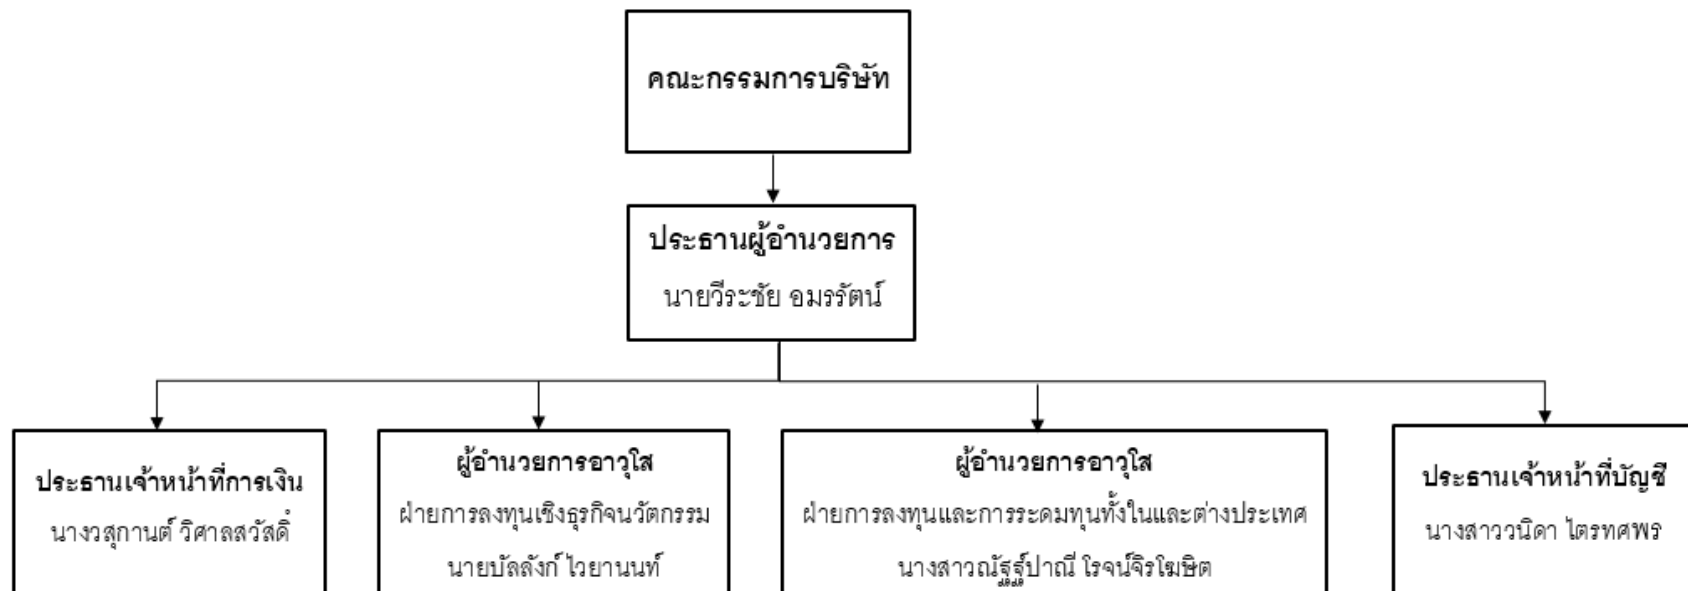 คณะกรรมการบริษัท
ประธานผู้อำนวยการ
นายวีระชัย อมรรัตน์
ประธานเจ้าหน้าที่การเงิน
นางวสุกานต์ วิศาลสวัสดิ์
ผู้อำนวยการอาวุโส
ฝ่ายการลงทุนเชิงธุรกิจนวัตกรรม
นายบัลลังก์ ไวยานนท์
ผู้อำนวยการอาวุโส
ฝ่ายการลงทุนและการระดมทุนทั้งในและต่างประเทศ
นางสาวณัฐฐ์ปาณี โรจน์จิรโฆษิต
ประธานเจ้าหน้าที่บัญชี
นางสาววนิดา ไตรทศพร